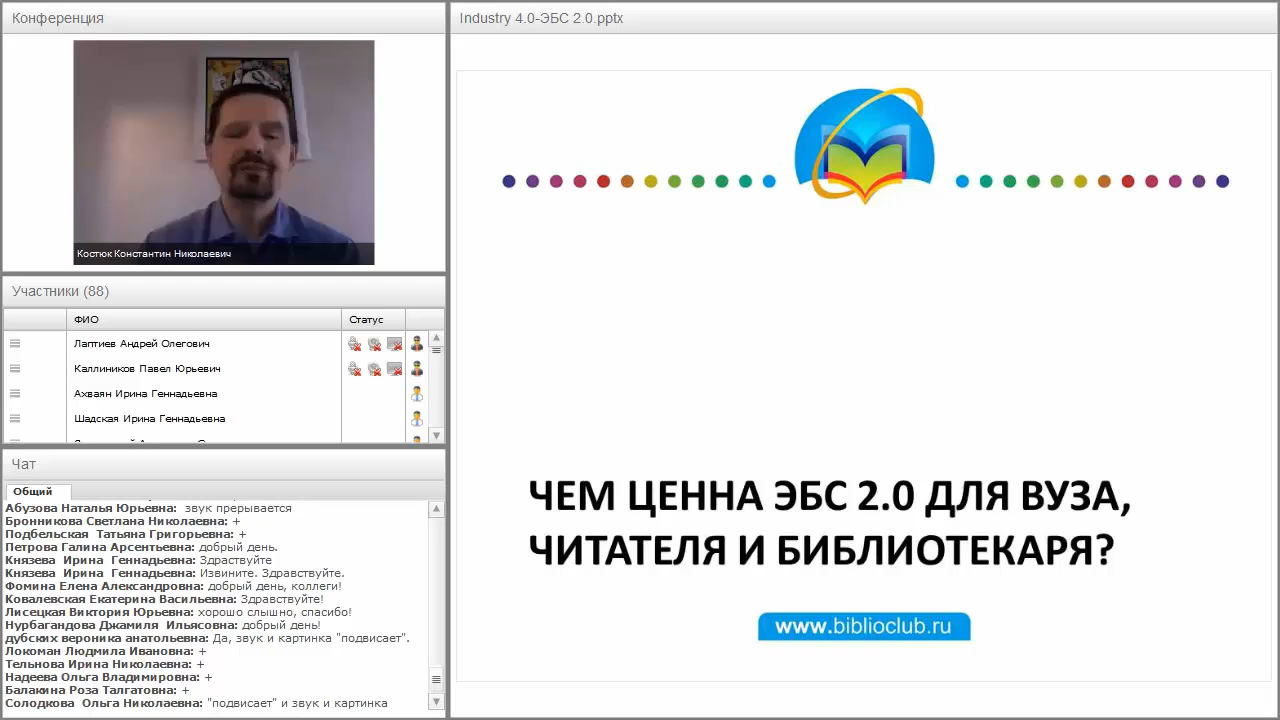 Конференция
Костюк Константин Николаевич
Участники (88)
ФИО
Статус
Лаптиев Андрей Олегович
Каллиников Павел Юрьевич
Ахваян Ирина Геннадьевна
Шадская Ирина Геннадьевна
Чат
Общий
Абузова Наталья Юрьевна: звук прерывается
Бронникова Светлана Николаевна: +
Подбельская Татьяна Григорьевна: +
Петрова Галина Арсентьевна: добрый день.
Князева Ирина Геннадьевна: Здраствуйте
Князева Ирина Геннадьевна: Извините. Здравствуйте.
Фомина Елена Александровна: добрый день, коллеги!
Ковалевская Екатерина Васильевна: Здравствуйте!
Лисецкая Виктория Юрьевна: хорошо слышно, спасибо!
Нурбагандова Джамиля Ильясовна: добрый день!
дубских вероника анатольевна: Да, звук и картинка "подвисает".
Локоман Людмила Ивановна: +
Тельнова Ирина Николаевна: +
Надеева Ольга Владимировна: +
Балакина Роза Талгатовна: +
Солодкова Ольга Николаевна: "подвисает" и звук и картинка
Industry 4.0-ЭБС 2.0.pptx
ЧЕМ ЦЕННА ЭБС 2.0 ДЛЯ ВУЗА,
ЧИТАТЕЛЯ И БИБЛИОТЕКАРЯ?
www.biblioclub.ru